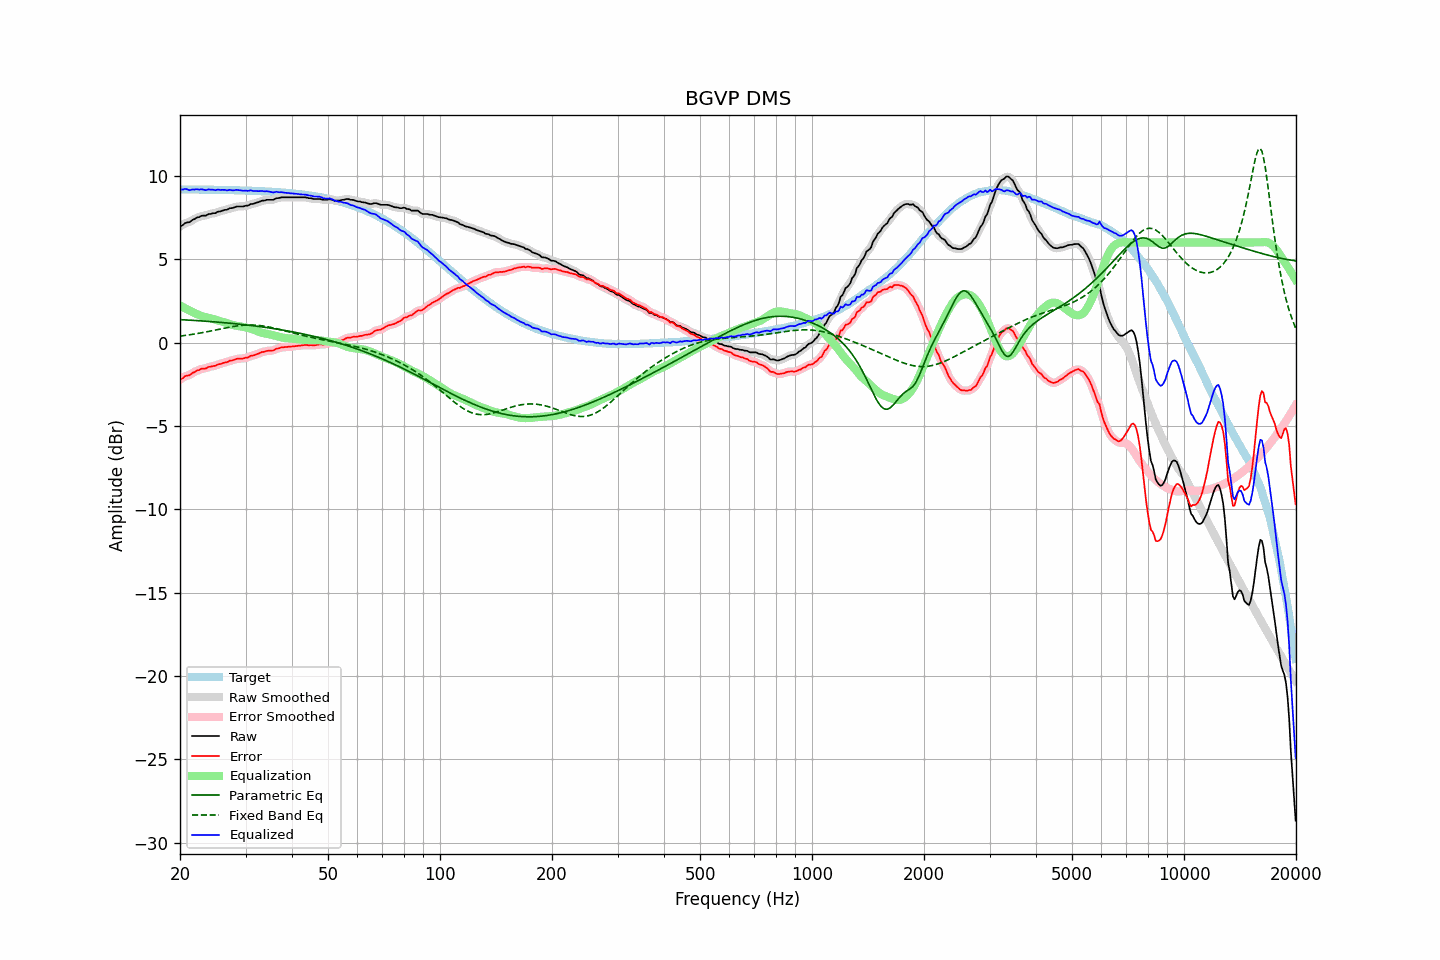 BGVP DMS
10
5
0
−5
−10
−15
−20
−25
−30
Amplitude (dBr)
Target
Raw Smoothed
Error Smoothed
Raw
Error
Equalization
Parametric Eq
Fixed Band Eq
Equalized
20 50 100 200 500 1000 2000 5000 10000 20000
Frequency (Hz)